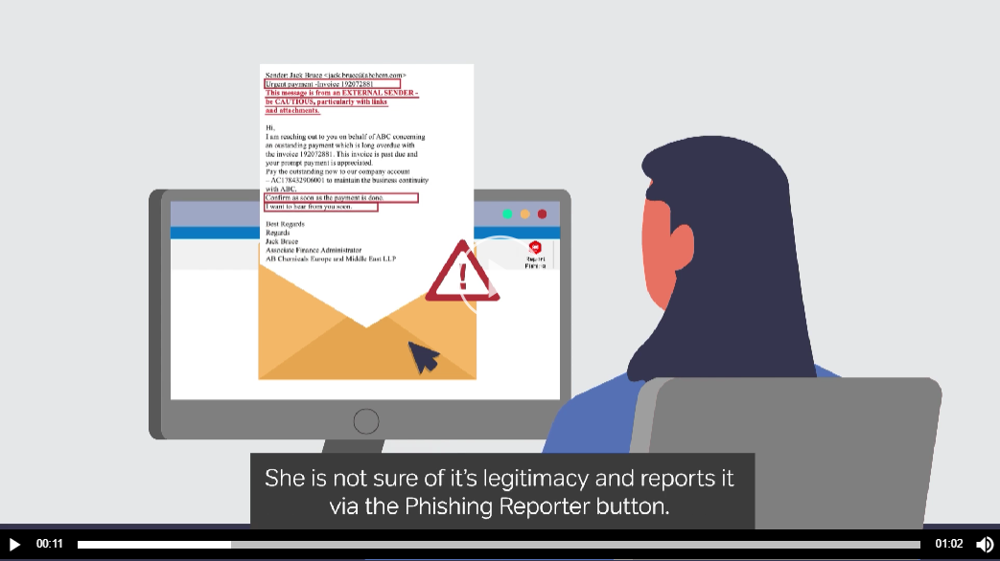 Sender: Jack Bruce <jack.bruce@abchem.com>
Urgent payment -Invoice 192072881
This message is from an EXTERNAL SENDER -
be CAUTIOUS, particularly with links
and attachments.
Hi,
I am reaching out to you on behalf of ABC concerning
an oustanding payment which is long overdue with
the invoice 192072881. This invoice is past due and
your prompt payment is appreciated.
Pay the outstanding now to our company account
–AC178432906001 to maintain the business continuity
with ABC.
Confirm as soon as the payment is done.
I want to hear from you soon.
Best Regards
Regards
Jack Bruce
Associate Finance Administrator
AB Chemicals Europe and Middle East LLP
Report
Phishing
She is not sure of it's legitimacy and reports it
via the Phishing Reporter button.
00:11
01:02